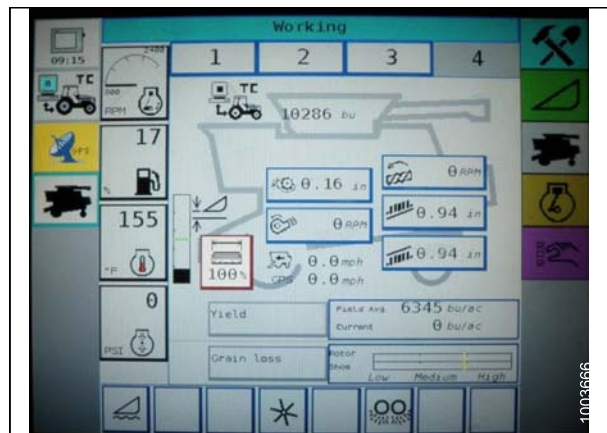 Working
09:15
2400
RPM
1 2 3 4
TC
TC
10286 bu
GPS
17
%
0.16 in
0 RPM
0 RPM
0.94 in
155
°F
0.94 in
100%
0.0 mph
GPS 0.0 mph
0
PSI
Yield
Field Avg. 6345 bu/ac
Current 0 bu/ac
Grain loss
Rotor
Shoe
Low Medium High
1003666